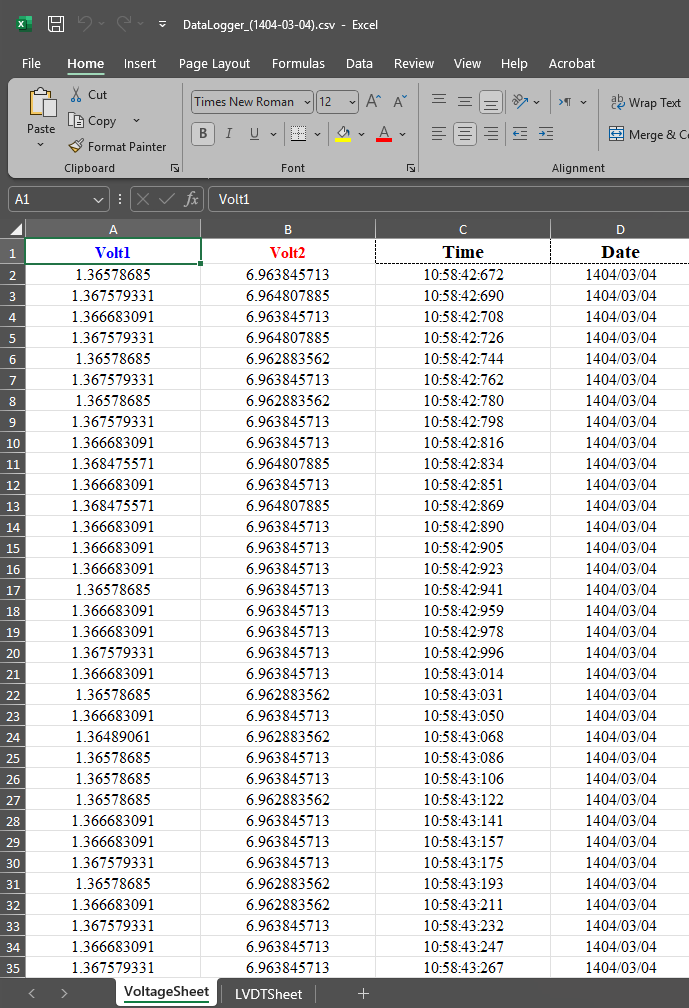 DataLogger_(1404-03-04).csv - Excel
File Home Insert Page Layout Formulas Data Review View Help Acrobat
Paste Cut Copy Format Painter Times New Roman 12 B I U A Wrap Text Merge & C
Clipboard Font Alignment
A1 fx Volt1
A B C D
1 Volt1 Volt2 Time Date
2 1.36578685 6.963845713 10:58:42:672 1404/03/04
3 1.367579331 6.964807885 10:58:42:690 1404/03/04
4 1.366683091 6.963845713 10:58:42:708 1404/03/04
5 1.367579331 6.964807885 10:58:42:726 1404/03/04
6 1.36578685 6.962883562 10:58:42:744 1404/03/04
7 1.367579331 6.963845713 10:58:42:762 1404/03/04
8 1.36578685 6.962883562 10:58:42:780 1404/03/04
9 1.367579331 6.963845713 10:58:42:798 1404/03/04
10 1.366683091 6.963845713 10:58:42:816 1404/03/04
11 1.368475571 6.964807885 10:58:42:834 1404/03/04
12 1.366683091 6.963845713 10:58:42:851 1404/03/04
13 1.368475571 6.964807885 10:58:42:869 1404/03/04
14 1.366683091 6.963845713 10:58:42:890 1404/03/04
15 1.366683091 6.963845713 10:58:42:905 1404/03/04
16 1.366683091 6.963845713 10:58:42:923 1404/03/04
17 1.36578685 6.963845713 10:58:42:941 1404/03/04
18 1.366683091 6.963845713 10:58:42:959 1404/03/04
19 1.366683091 6.963845713 10:58:42:978 1404/03/04
20 1.367579331 6.963845713 10:58:42:996 1404/03/04
21 1.366683091 6.963845713 10:58:43:014 1404/03/04
22 1.36578685 6.962883562 10:58:43:031 1404/03/04
23 1.366683091 6.963845713 10:58:43:050 1404/03/04
24 1.36489061 6.962883562 10:58:43:068 1404/03/04
25 1.36578685 6.963845713 10:58:43:086 1404/03/04
26 1.36578685 6.963845713 10:58:43:106 1404/03/04
27 1.36578685 6.962883562 10:58:43:122 1404/03/04
28 1.366683091 6.963845713 10:58:43:141 1404/03/04
29 1.366683091 6.963845713 10:58:43:157 1404/03/04
30 1.367579331 6.963845713 10:58:43:175 1404/03/04
31 1.36578685 6.962883562 10:58:43:193 1404/03/04
32 1.366683091 6.962883562 10:58:43:211 1404/03/04
33 1.367579331 6.963845713 10:58:43:232 1404/03/04
34 1.366683091 6.963845713 10:58:43:247 1404/03/04
35 1.367579331 6.963845713 10:58:43:267 1404/03/04
VoltageSheet LVDTSheet